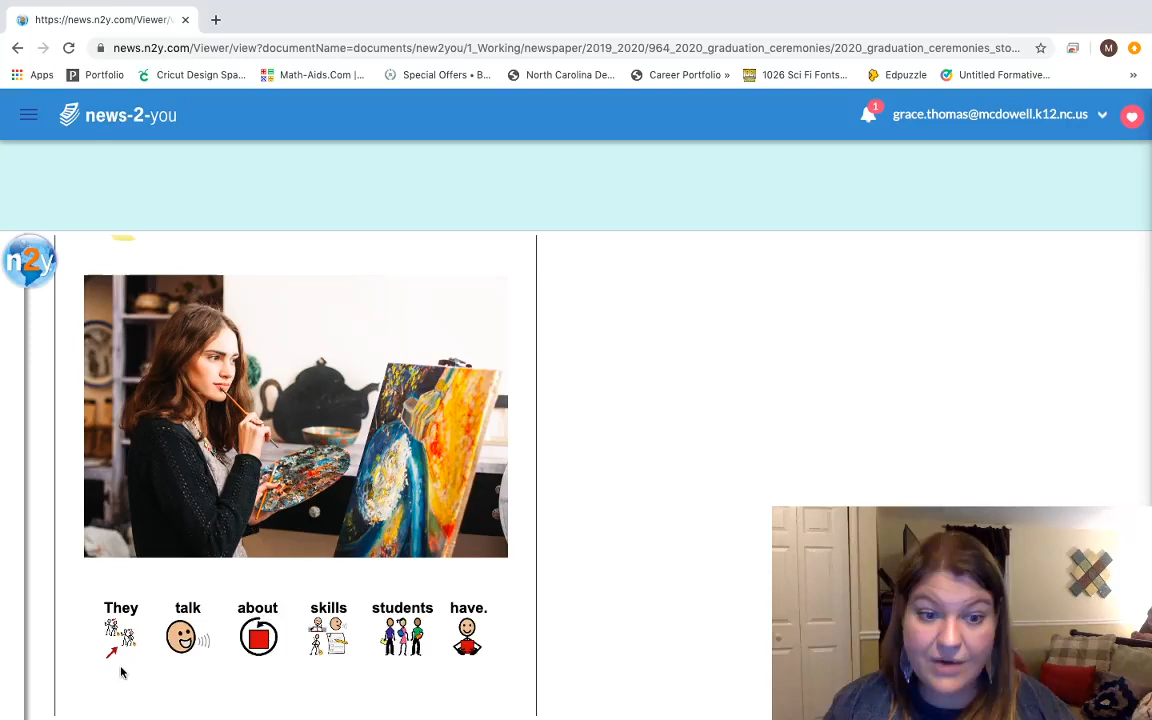 https://news.n2y.com/Viewer/v
news.n2y.com/Viewer/view?documentName=documents/new2you/1_Working/newspaper/2019_2020/964_2020_graduation_ceremonies/2020_graduation_ceremonies_sto...
M
Apps
Portfolio
Cricut Design Spa...
Math-Aids.Com |...
Special Offers • B...
North Carolina De...
Career Portfolio »
1026 Sci Fi Fonts...
Edpuzzle
Untitled Formative...
»
news-2-you
1
grace.thomas@mcdowell.k12.nc.us
n2y
They talk about skills students have.